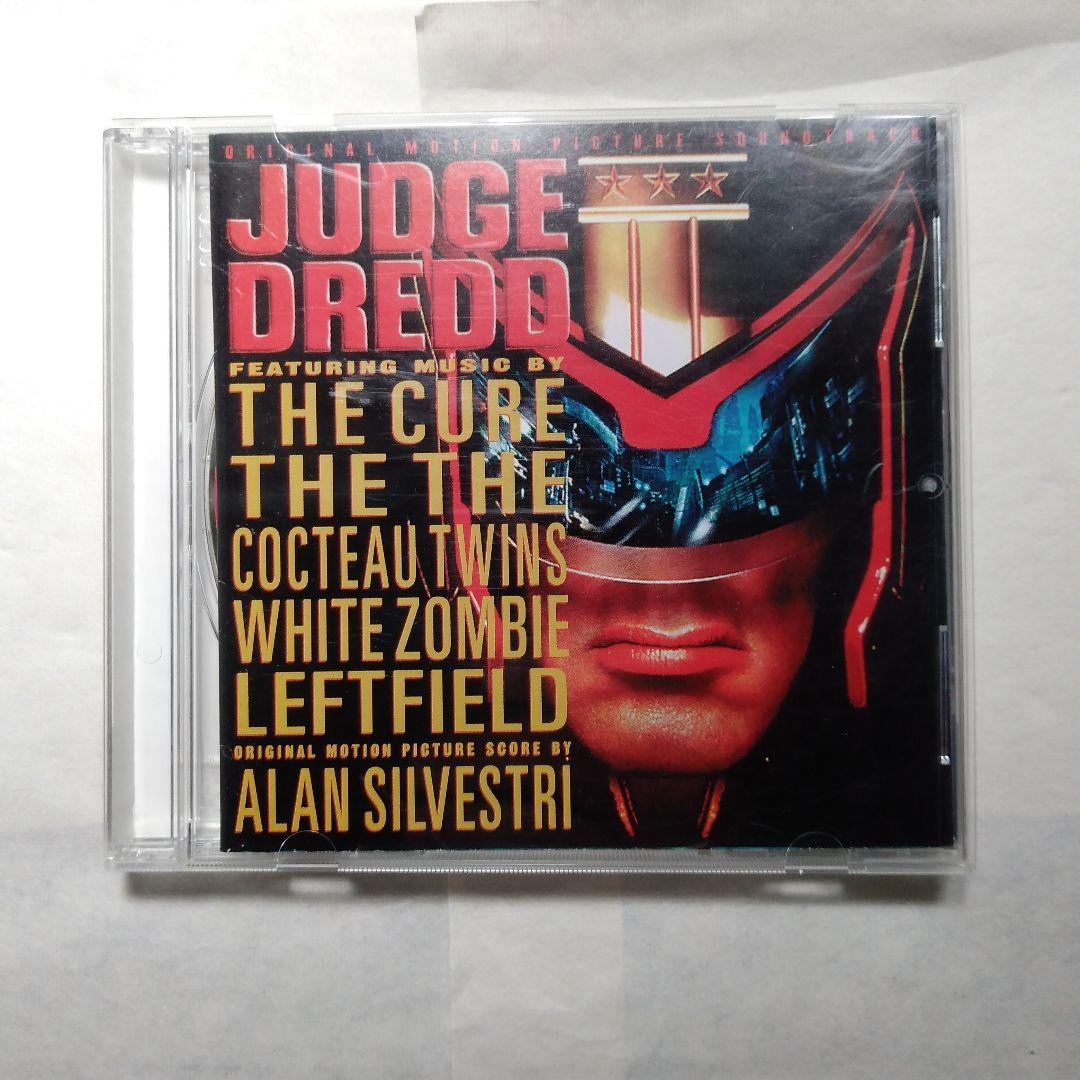 ORIGINAL MOTION PICTURE SOUNDTRACK
JUDGE
DREDD
FEATURING MUSIC BY
THE CURE
THE THE
COCTEAU TWINS
WHITE ZOMBIE
LEFTFIELD
ORIGINAL MOTION PICTURE SCORE BY
ALAN SILVESTRI